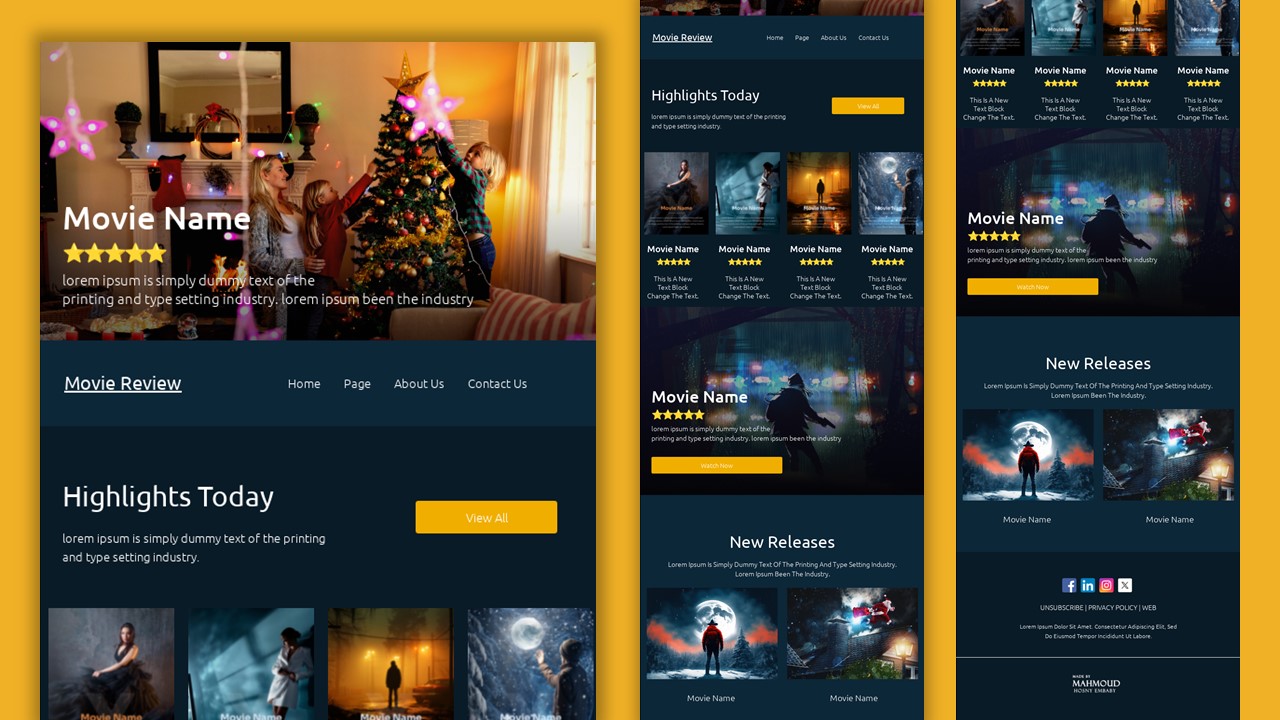 Movie Name
lorem ipsum is simply dummy text of the
printing and type setting industry. lorem ipsum been the industry
Movie Review
Home Page About Us Contact Us
Highlights Today
View All
lorem ipsum is simply dummy text of the printing
and type setting industry.
Movie Name Movie Name Movie Name
Movie Review
Home Page About Us Contact Us
Highlights Today
View All
lorem ipsum is simply dummy text of the printing
and type setting industry.
Movie Name Movie Name Movie Name Movie Name
Movie Name Movie Name Movie Name Movie Name
This Is A New This Is A New This Is A New This Is A New
Text Block Text Block Text Block Text Block
Change The Text. Change The Text. Change The Text. Change The Text.
Movie Name
lorem ipsum is simply dummy text of the
printing and type setting industry. lorem ipsum been the industry
Watch Now
New Releases
Lorem Ipsum Is Simply Dummy Text Of The Printing And Type Setting Industry.
Lorem Ipsum Been The Industry.
Movie Name Movie Name
Movie Name Movie Name Movie Name Movie Name
Movie Name Movie Name Movie Name Movie Name
This Is A New This Is A New This Is A New This Is A New
Text Block Text Block Text Block Text Block
Change The Text. Change The Text. Change The Text. Change The Text.
Movie Name
lorem ipsum is simply dummy text of the
printing and type setting industry. lorem ipsum been the industry
Watch Now
New Releases
Lorem Ipsum Is Simply Dummy Text Of The Printing And Type Setting Industry.
Lorem Ipsum Been The Industry.
Movie Name Movie Name
UNSUBSCRIBE | PRIVACY POLICY | WEB
Lorem Ipsum Dolor Sit Amet. Consectetur Adipiscing Elit, Sed
Do Eiusmod Tempor Incididunt Ut Labore.
MADE BY
MAHMOUD
HOSNY EMBABY